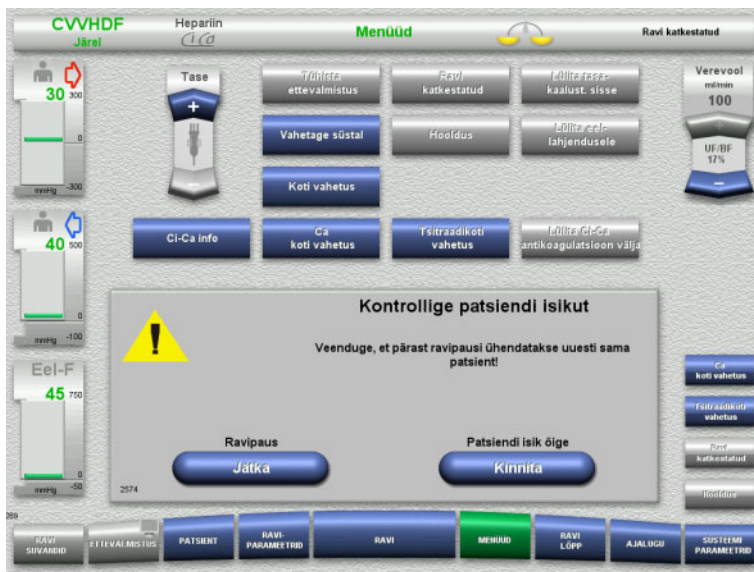 CVVHDF
Järel
Heparin
Ci Ca
Menüüd
Ravi katkestatud
30 300
0
mmHg -300
40 500
0
mmHg -100
Eel-F
45 750
0
mmHg -50
Tase
+
−
Tühista
ettevalmistus
Ravi
katkestatud
Lülita tasa-
kaalust. sisse
Vahetage süstal
Hooldus
Lülita eel-
lahjendusele
Koti vahetus
Ci-Ca info
Ca
koti vahetus
Tsitraadikoti
vahetus
Lülita Ci-Ca
antikoagulatsioon välja
Verevool
ml/min
100
+
UF/BF
17%
−
Kontrollige patsiendi isikut
!
Veenduge, et pärast ravipausi ühendatakse uuesti sama
patsient!
Ravipaus
Jätka
Patsiendi isik õige
Kinnita
2574
Ca
koti vahetus
Tsitraadikoti
vahetus
Ravi
katkestatud
Hooldus
289
RAVI
SUVANDID
ETTEVALMISTUS
PATSIENT
RAVI-
PARAMEETRID
RAVI
MENÜÜD
RAVI
LÕPP
AJALUGU
SÜSTEEMI
PARAMEETRID